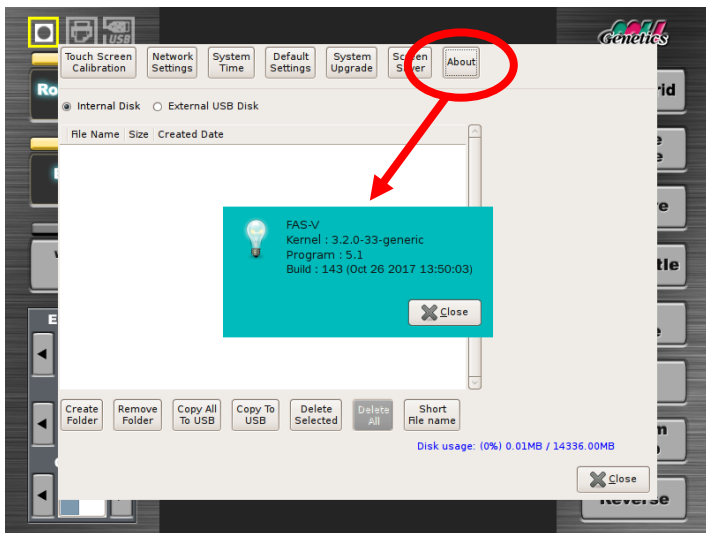 USB
Genetics
Touch Screen Calibration
Network Settings
System Time
Default Settings
System Upgrade
About
Internal Disk
External USB Disk
File Name Size Created Date
FAS-V
Kernel : 3.2.0-33-generic
Program : 5.1
Build : 143 (Oct 26 2017 13:50:03)
Close
Create Folder
Remove Folder
Copy All To USB
Copy To USB
Delete Selected
Delete All
Short File name
Disk usage: (0%) 0.01MB / 14336.00MB
Close
Reverse